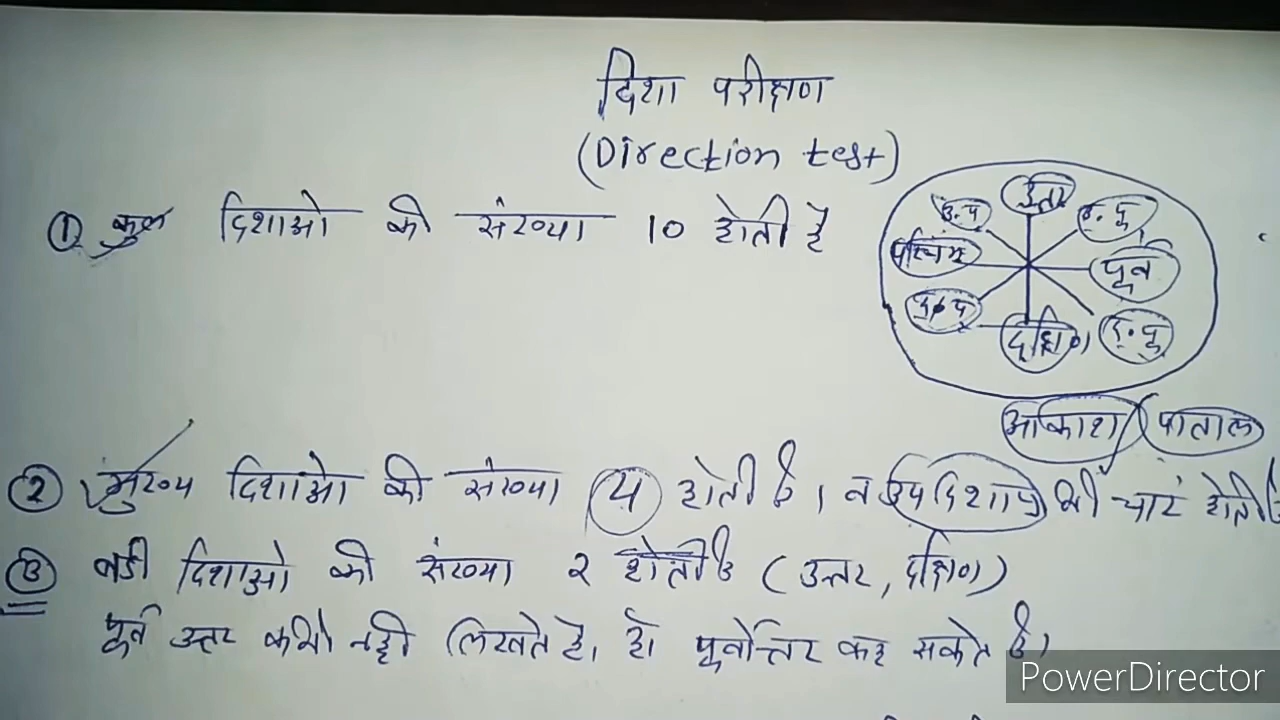 दिशा परीक्षण
(Direction test)
① कुल दिशाओ की संख्या 10 होती है
उत्तर
उ.प उ.पू
पश्चिम पूर्व
द.प द.पू
दक्षिण
आकाश / पाताल
② मुख्य दिशाओ की संख्या 4 होती है । व उपदिशाए भी चार होती है
③ बडी दिशाओ की संख्या २ होती है (उत्तर, दक्षिण)
पूर्व उत्तर कभी नही लिखते है। हाँ पूर्वोत्तर कह सकते है।
PowerDirector